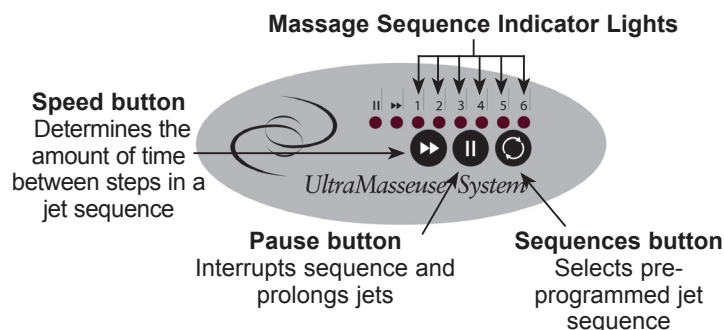 Massage Sequence Indicator Lights
Speed button
Determines the
amount of time
between steps in a
jet sequence
1 2 3 4 5 6
UltraMasseuse System
Pause button
Interrupts sequence and
prolongs jets
Sequences button
Selects pre-
programmed jet
sequence